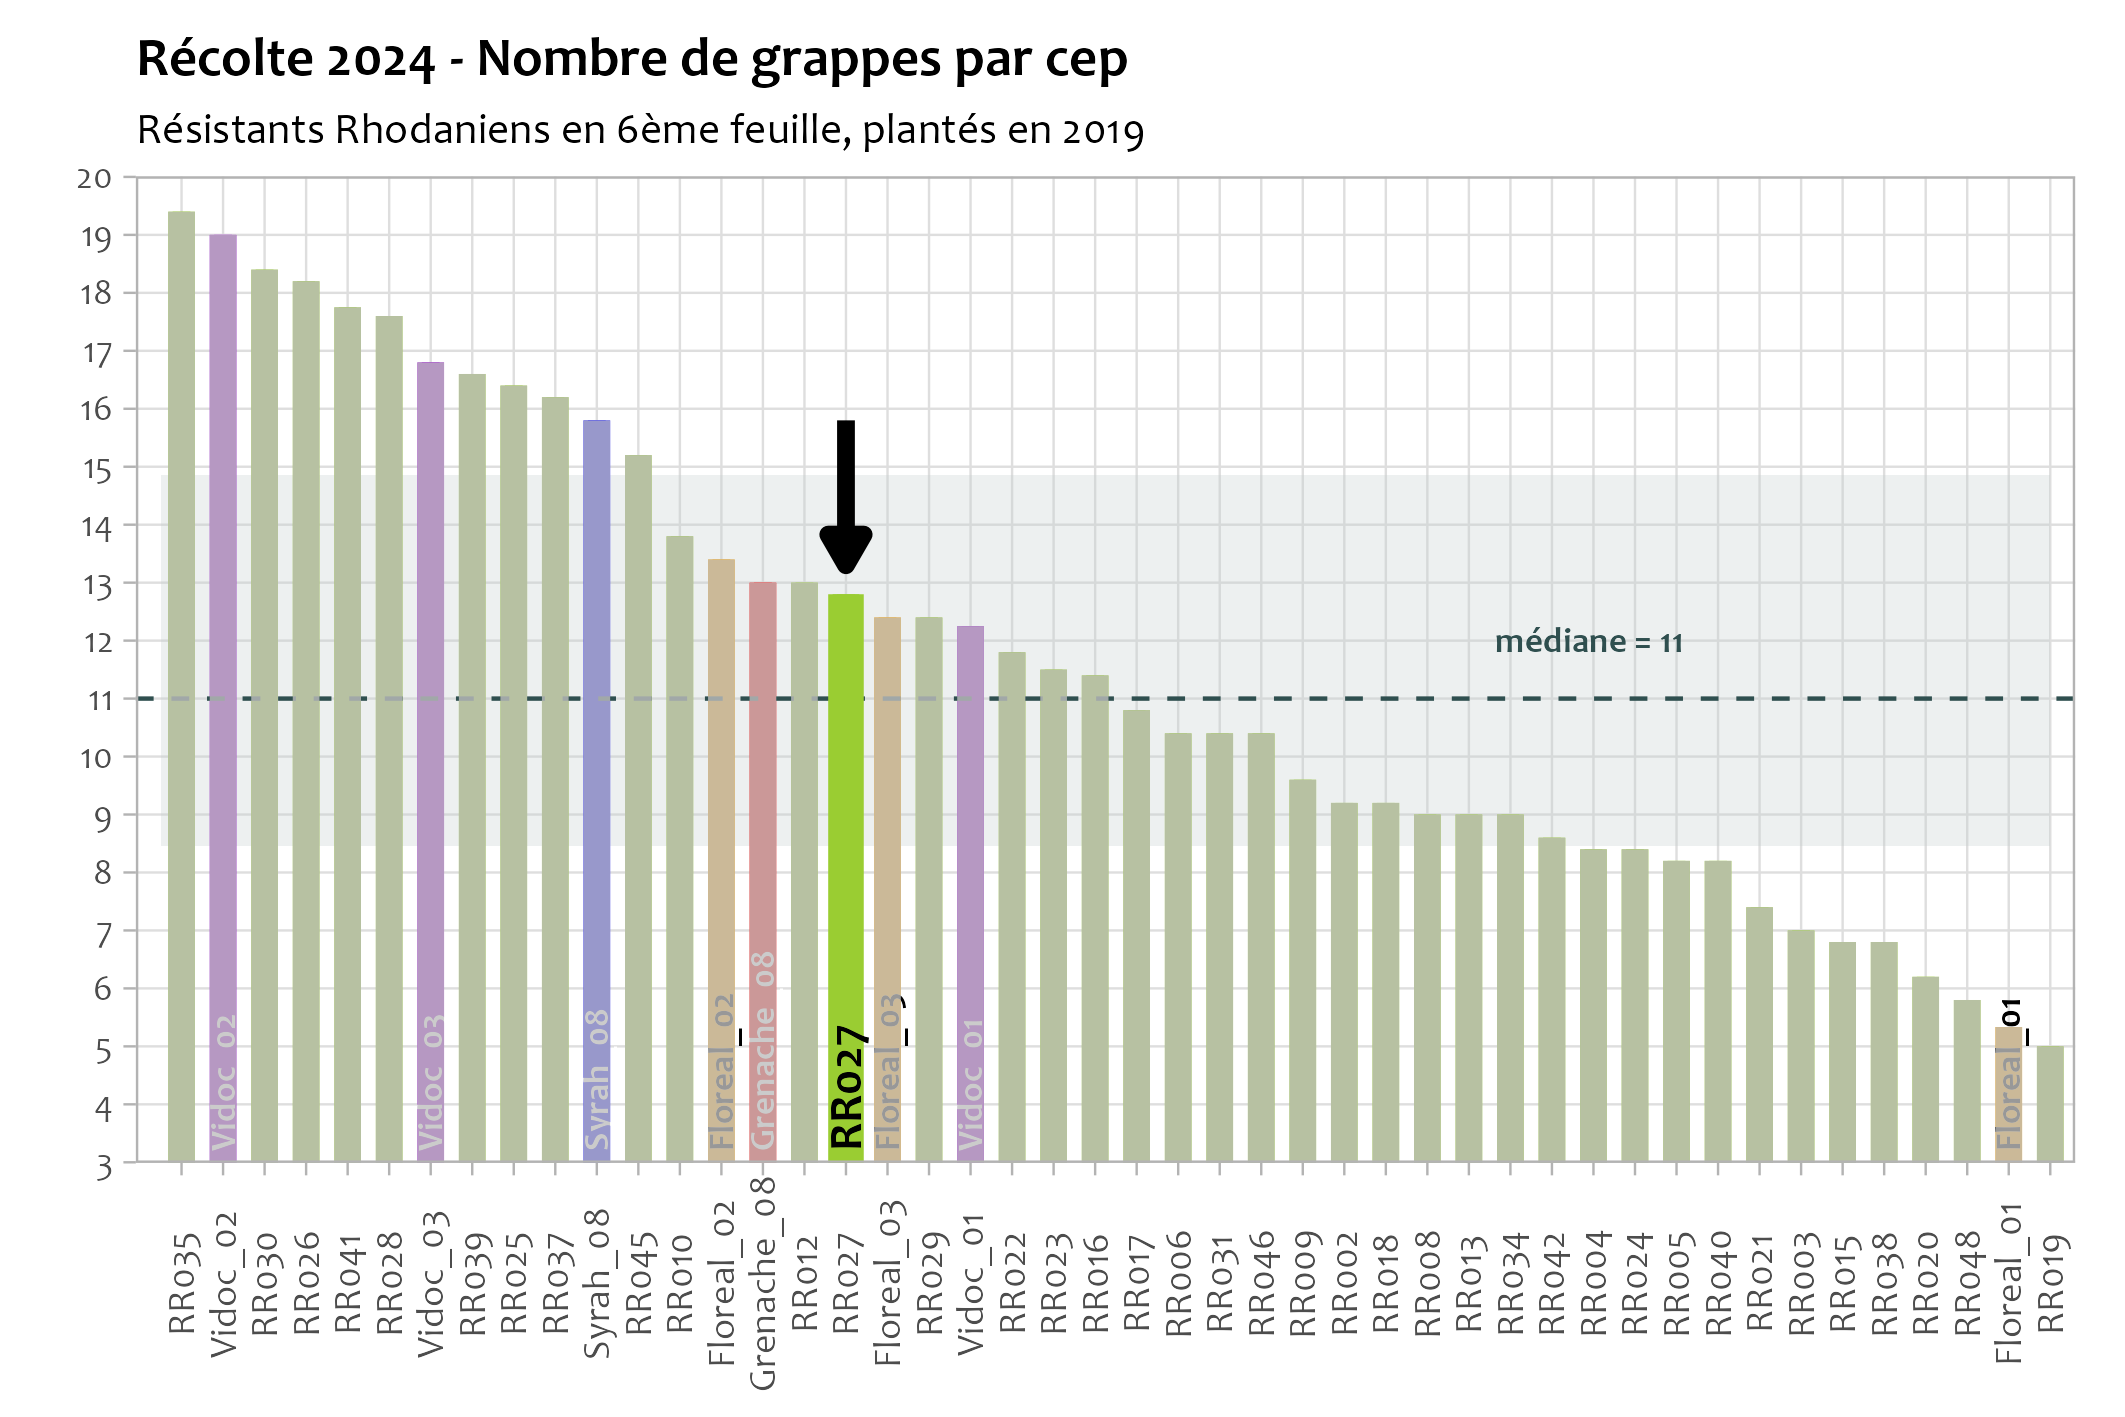 Récolte 2024 - Nombre de grappes par cep
Résistants Rhodaniens en 6ème feuille, plantés en 2019
20
19
18
17
16
15
14
13
12
11
10
9
8
7
6
5
4
3
médiane = 11
Vidoc_02
Vidoc_03
Syrah_08
Floreal_02
Grenache_08
RR027
Floreal_03
Vidoc_01
Floreal_01
RR035
Vidoc_02
RR030
RR026
RR041
RR028
Vidoc_03
RR039
RR025
RR037
Syrah_08
RR045
RR010
Floreal_02
Grenache_08
RR012
RR027
Floreal_03
RR029
Vidoc_01
RR022
RR023
RR016
RR017
RR006
RR031
RR046
RR009
RR002
RR018
RR008
RR013
RR034
RR042
RR004
RR024
RR005
RR040
RR021
RR003
RR015
RR038
RR020
RR048
Floreal_01
RR019